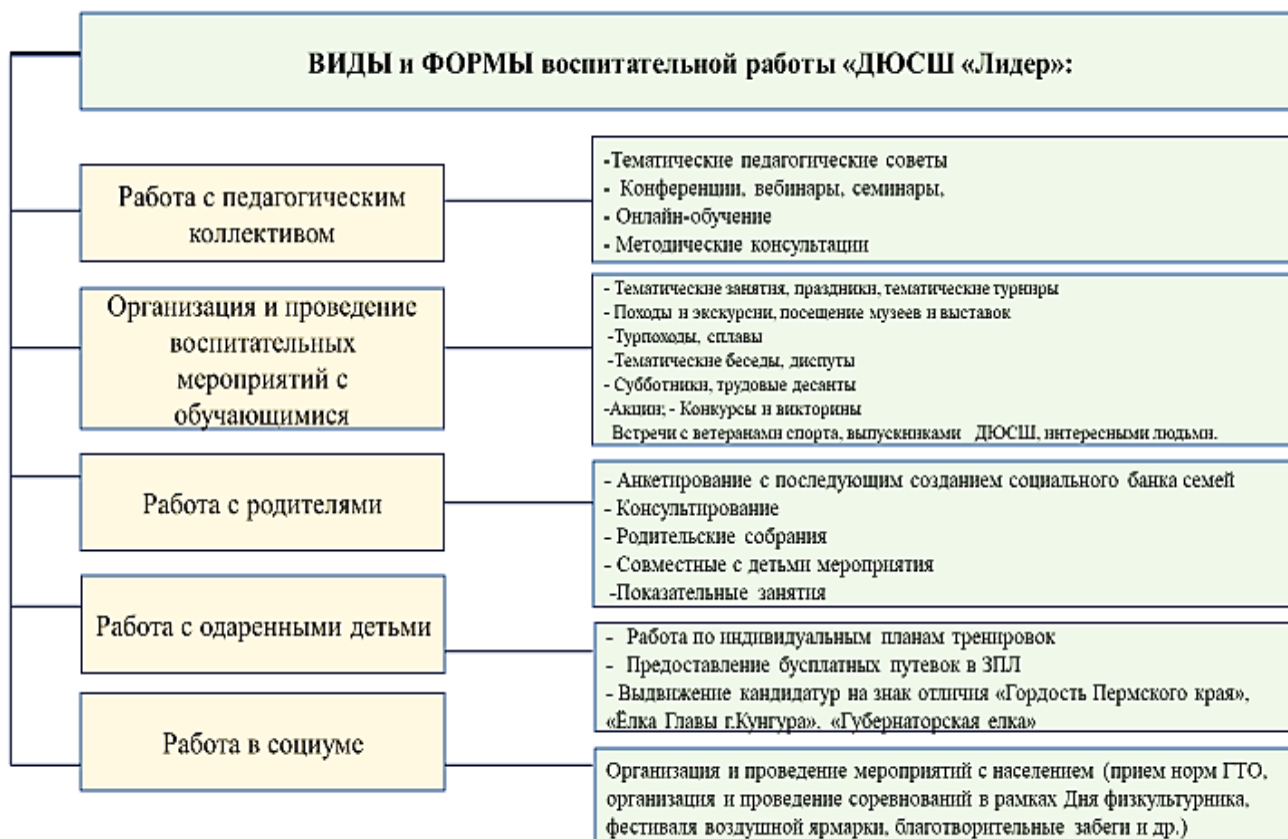 ВИДЫ и ФОРМЫ воспитательной работы «ДЮСШ «Лидер»:
Работа с педагогическим
коллективом
-Тематические педагогические советы
- Конференции, вебинары, семинары,
- Онлайн-обучение
- Методические консультации
Организация и проведение
воспитательных
мероприятий с
обучающимися
- Тематические занятия, праздники, тематические турниры
- Походы и экскурсии, посещение музеев и выставок
-Турпоходы, сплавы
-Тематические беседы, диспуты
- Субботники, трудовые десанты
-Акции; - Конкурсы и викторины
Встречи с ветеранами спорта, выпускниками ДЮСШ, интересными людьми.
Работа с родителями
- Анкетирование с последующим созданием социального банка семей
- Консультирование
- Родительские собрания
- Совместные с детьми мероприятия
-Показательные занятия
Работа с одаренными детьми
- Работа по индивидуальным планам тренировок
- Предоставление бусплатных путевок в ЗПЛ
- Выдвижение кандидатур на знак отличия «Гордость Пермского края»,
«Ёлка Главы г.Кунгура». «Губернаторская елка»
Работа в социуме
Организация и проведение мероприятий с населением (прием норм ГТО,
организация и проведение соревнований в рамках Дня физкультурника,
фестиваля воздушной ярмарки, благотворительные забеги и др.)